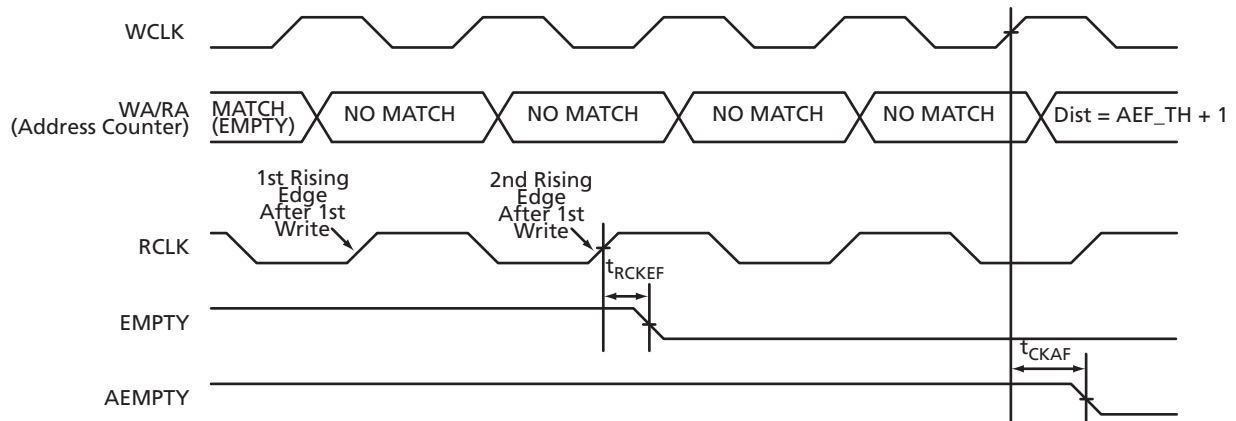 WCLK
WA/RA
(Address Counter)
MATCH
(EMPTY)
NO MATCH
NO MATCH
NO MATCH
NO MATCH
Dist = AEF_TH + 1
1st Rising
Edge
After 1st
Write
2nd Rising
Edge
After 1st
Write
RCLK
tRCKEF
EMPTY
tCKAF
AEMPTY